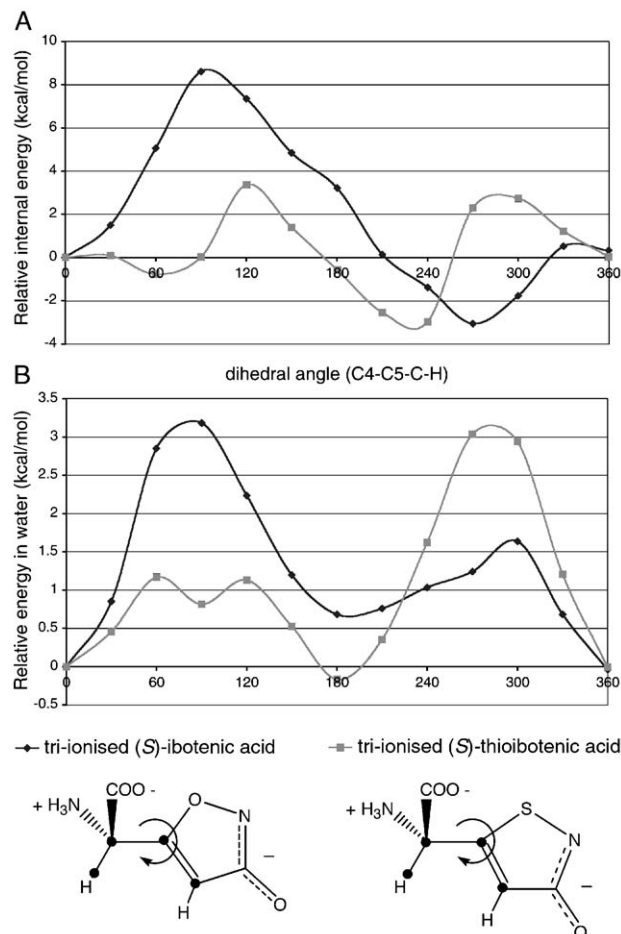 A
Relative internal energy (kcal/mol)
10
8
6
4
2
0
-2
-4
0 60 120 180 240 300 360
dihedral angle (C4-C5-C-H)
B
Relative energy in water (kcal/mol)
3.5
3
2.5
2
1.5
1
0.5
0
-0.5
0 60 120 180 240 300 360
tri-ionised (S)-ibotenic acid tri-ionised (S)-thioibotenic acid
COO -
+ H3N
O
N
H
H
O
–
COO -
+ H3N
S
N
H
H
O
–